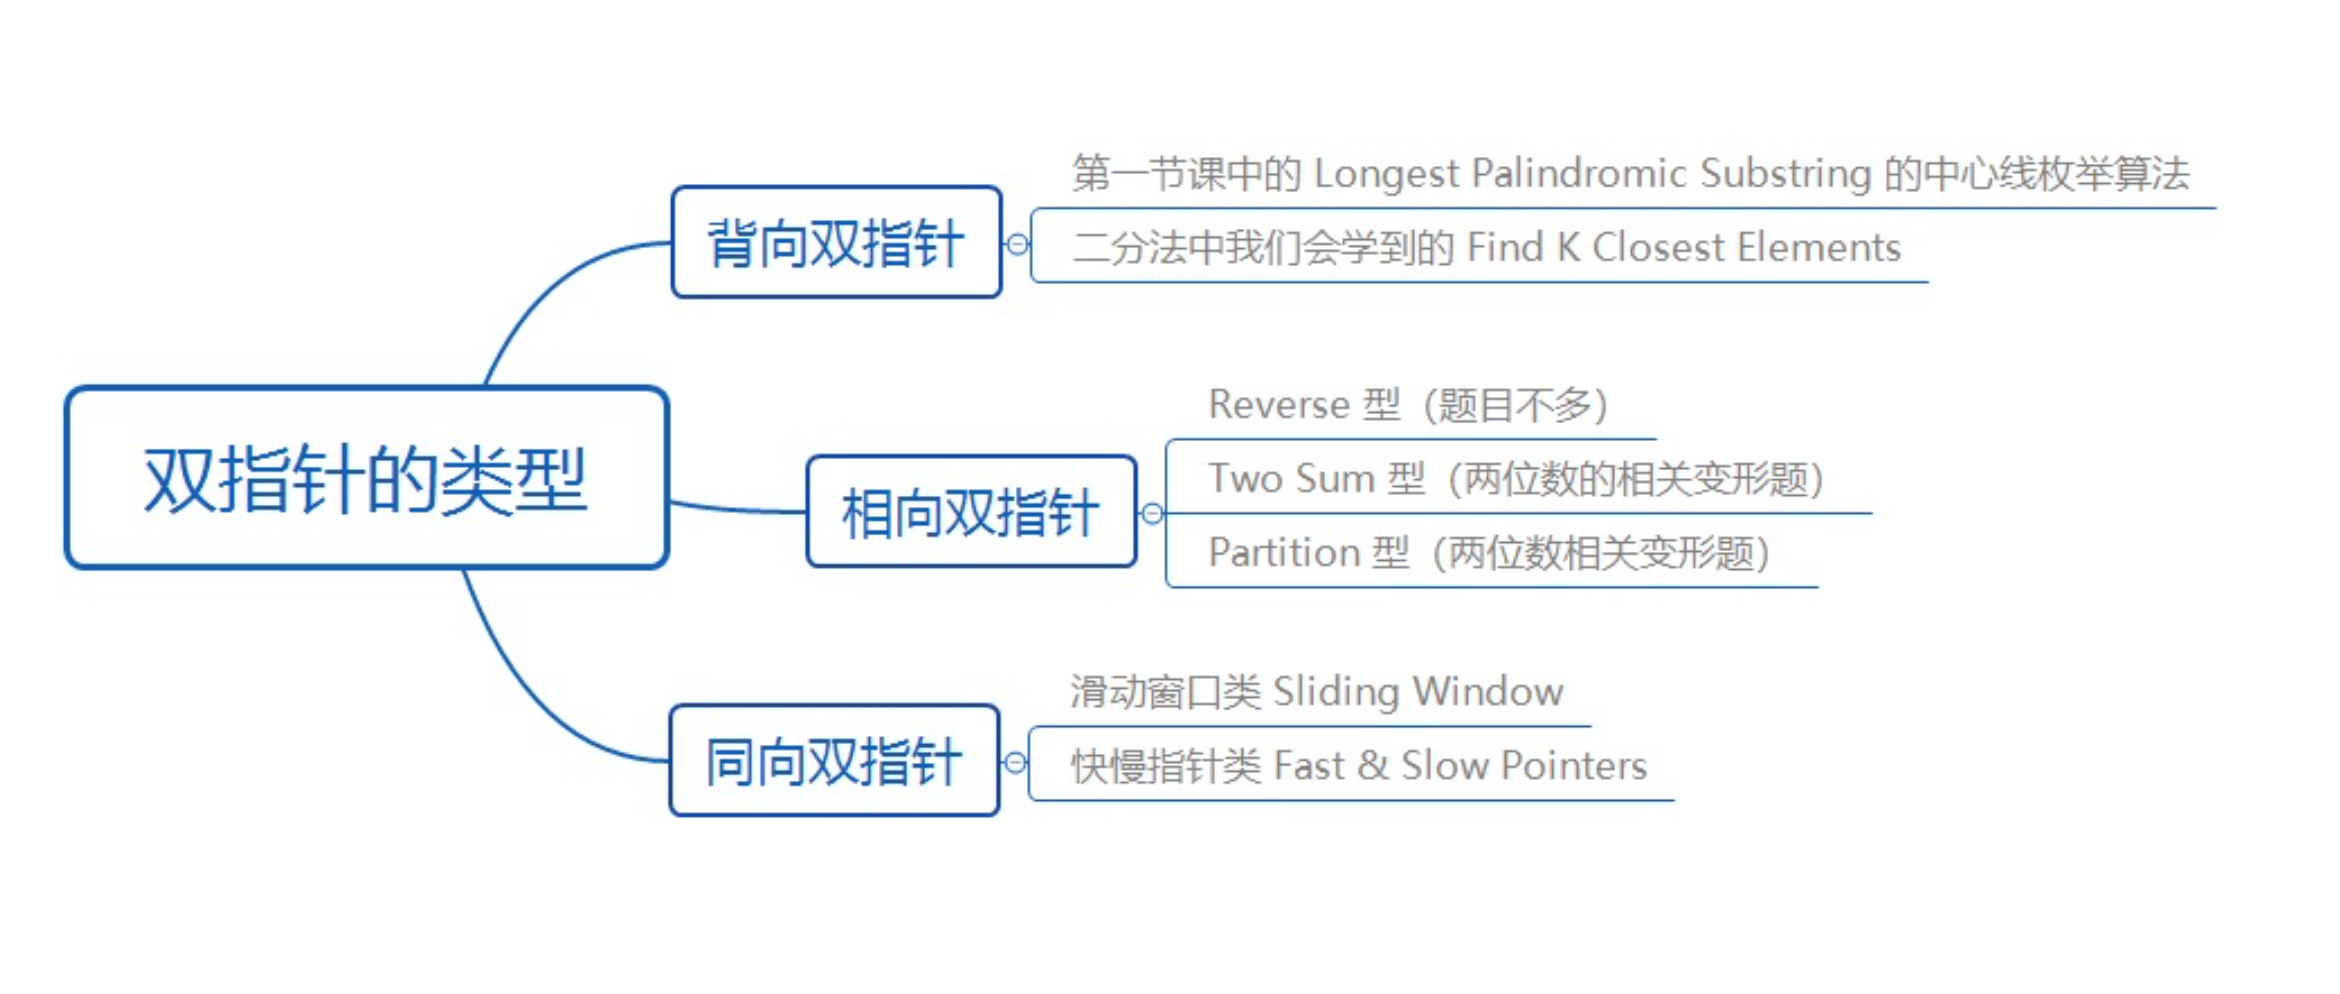 双指针的类型
背向双指针
第一节课中的 Longest Palindromic Substring 的中心线枚举算法
二分法中我们会学到的 Find K Closest Elements
相向双指针
Reverse 型（题目不多）
Two Sum 型（两位数的相关变形题）
Partition 型（两位数相关变形题）
同向双指针
滑动窗口类 Sliding Window
快慢指针类 Fast & Slow Pointers